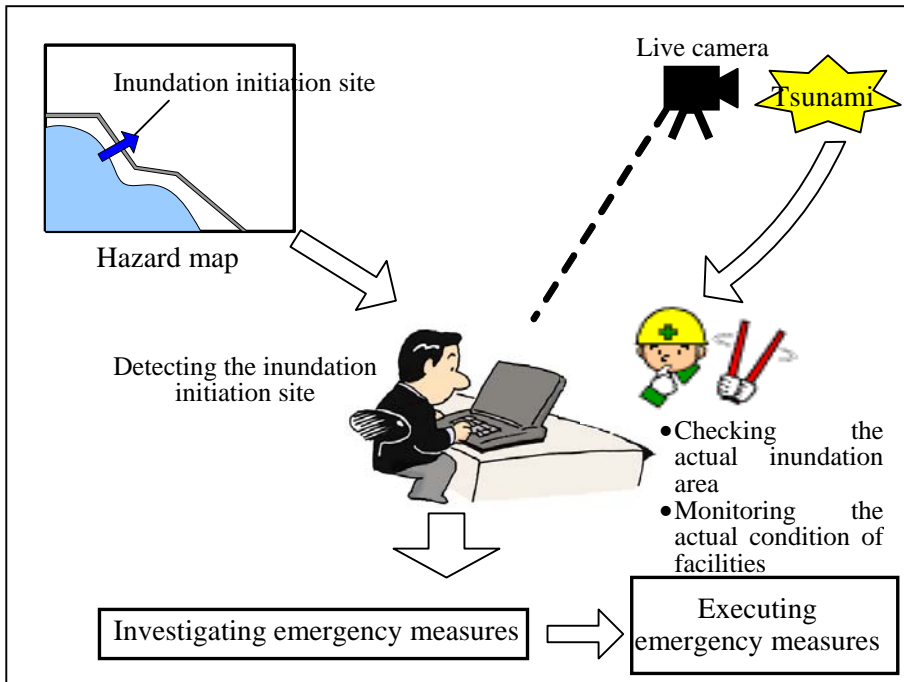 Live camera
Inundation initiation site
Tsunami
Hazard map
Detecting the inundation
initiation site
•Checking the
actual inundation
area
•Monitoring the
actual condition of
facilities
Investigating emergency measures
Executing
emergency measures